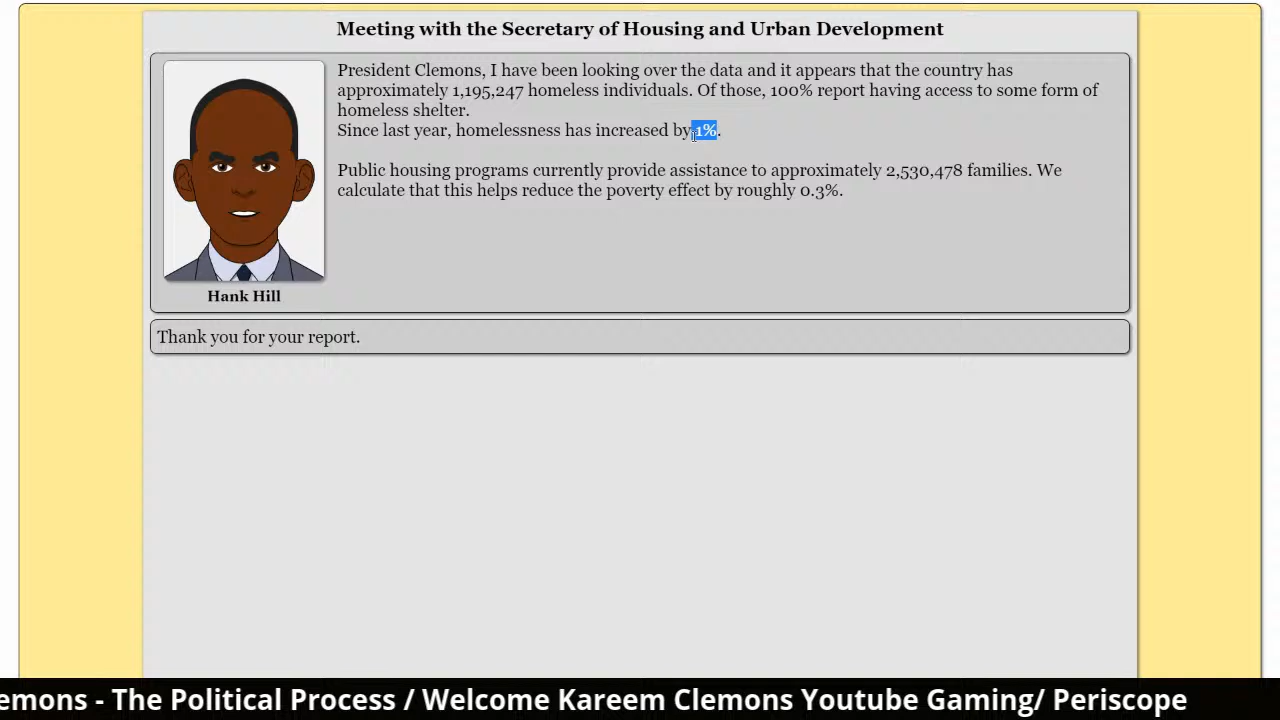 Meeting with the Secretary of Housing and Urban Development
President Clemons, I have been looking over the data and it appears that the country has
approximately 1,195,247 homeless individuals. Of those, 100% report having access to some form of
homeless shelter.
Since last year, homelessness has increased by 1%.
Public housing programs currently provide assistance to approximately 2,530,478 families. We
calculate that this helps reduce the poverty effect by roughly 0.3%.
Hank Hill
Thank you for your report.
emons - The Political Process / Welcome Kareem Clemons Youtube Gaming/ Periscope